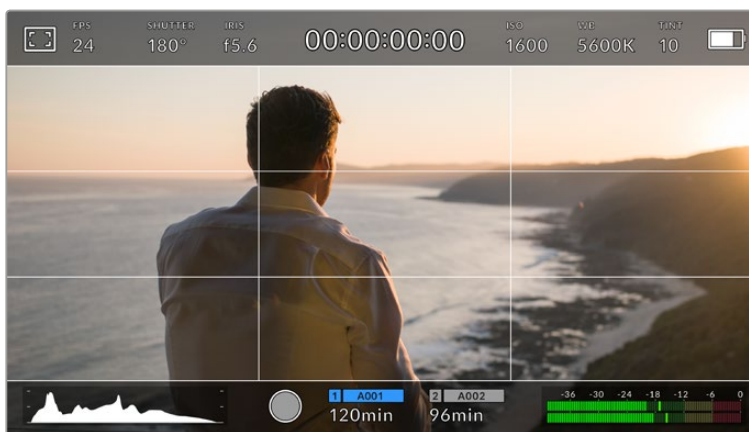 FPS SHUTTER IRIS ISO WB TINT
24 180° f5.6 00:00:00:00 1600 5600K 10
1 A001 2 A002
120min 96min
-36 -30 -24 -18 -12 -6 0